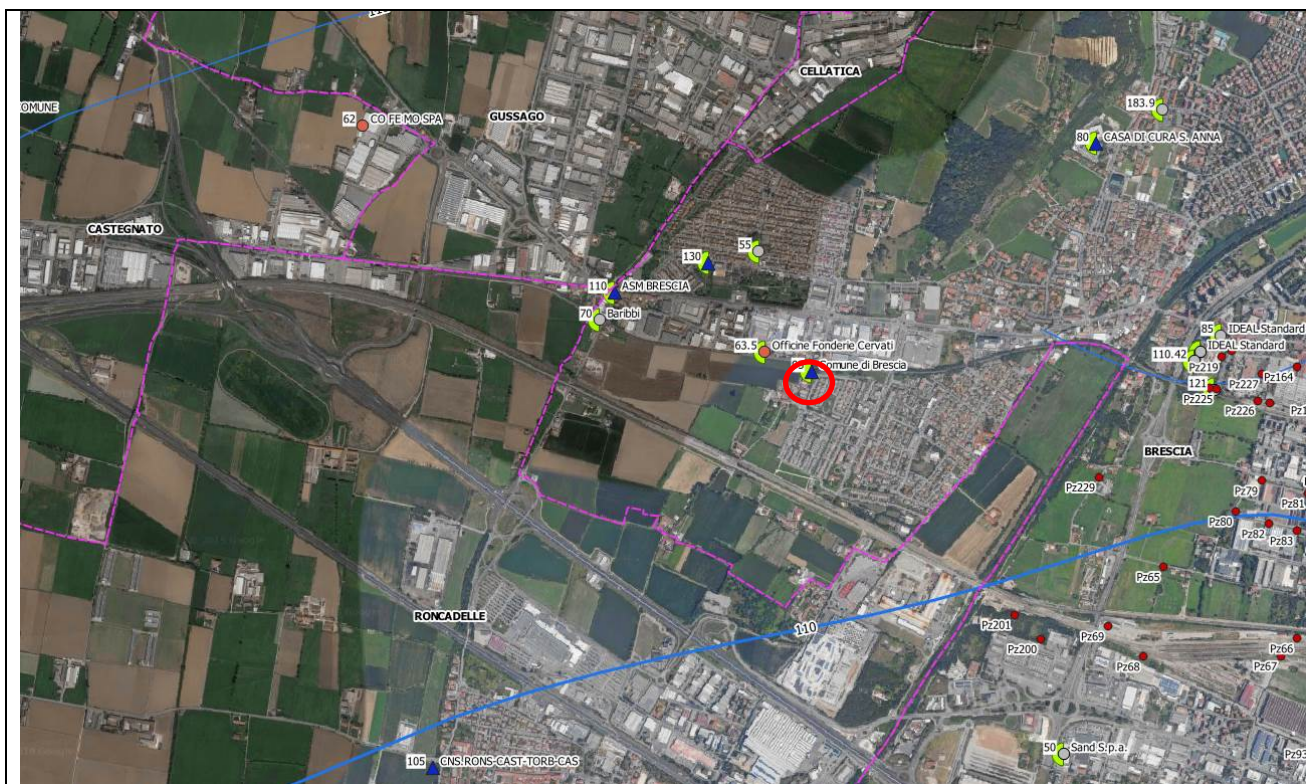 CELLATICA
COMUNE
62 CO FE MO SPA
GUSSAGO
183.9
80 CASA DI CURA S. ANNA
CASTEGNATO
130
55
110 ASM BRESCIA
70 Baribbi
63.5 Officine Fonderie Cervati
Comune di Brescia
85 IDEAL Standard
110.42 IDEAL Standard
Pz219
121
Pz225
Pz227
Pz164
Pz226
BRESCIA
Pz229
Pz79
Pz80
Pz81
Pz82
Pz83
Pz65
RONCADELLE
110
Pz201
Pz200
Pz69
Pz68
Pz66
Pz67
50 Sand S.p.a.
Pz93
105 CNS.RONS-CAST-TORB-CAS